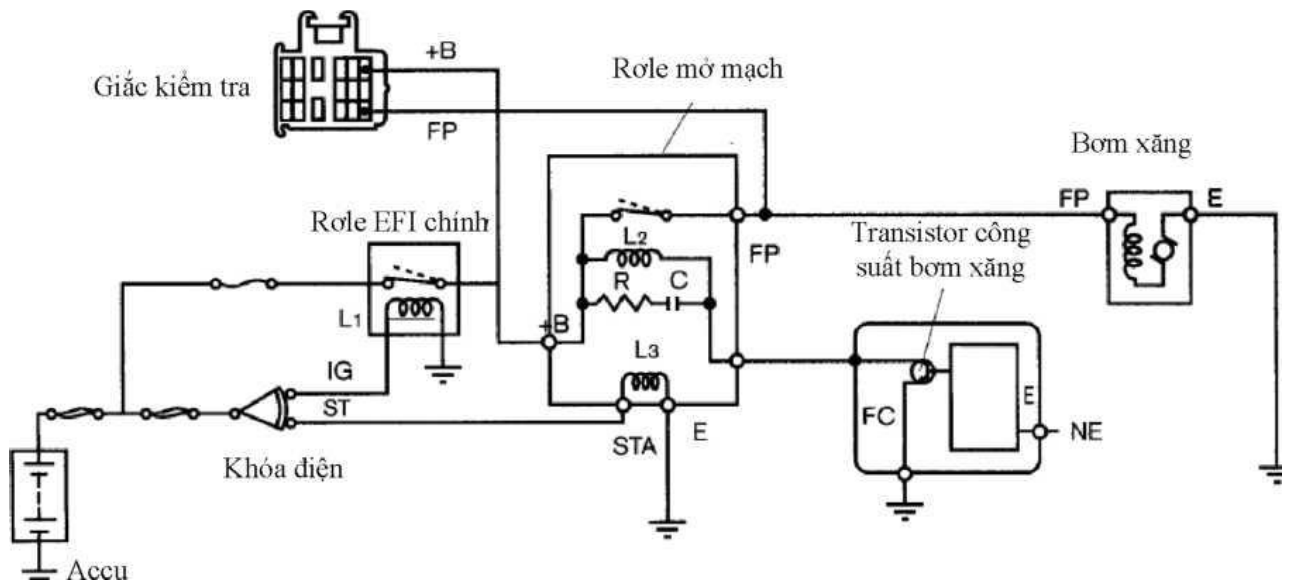 +B
Rơle mở mạch
Giắc kiểm tra
FP
Bơm xăng
Rơle EFI chính
FP
E
L2
Transistor công
suất bơm xăng
FP
R
C
L1
+B
L3
IG
ST
FC
E
NE
STA
E
Khóa điện
Accu